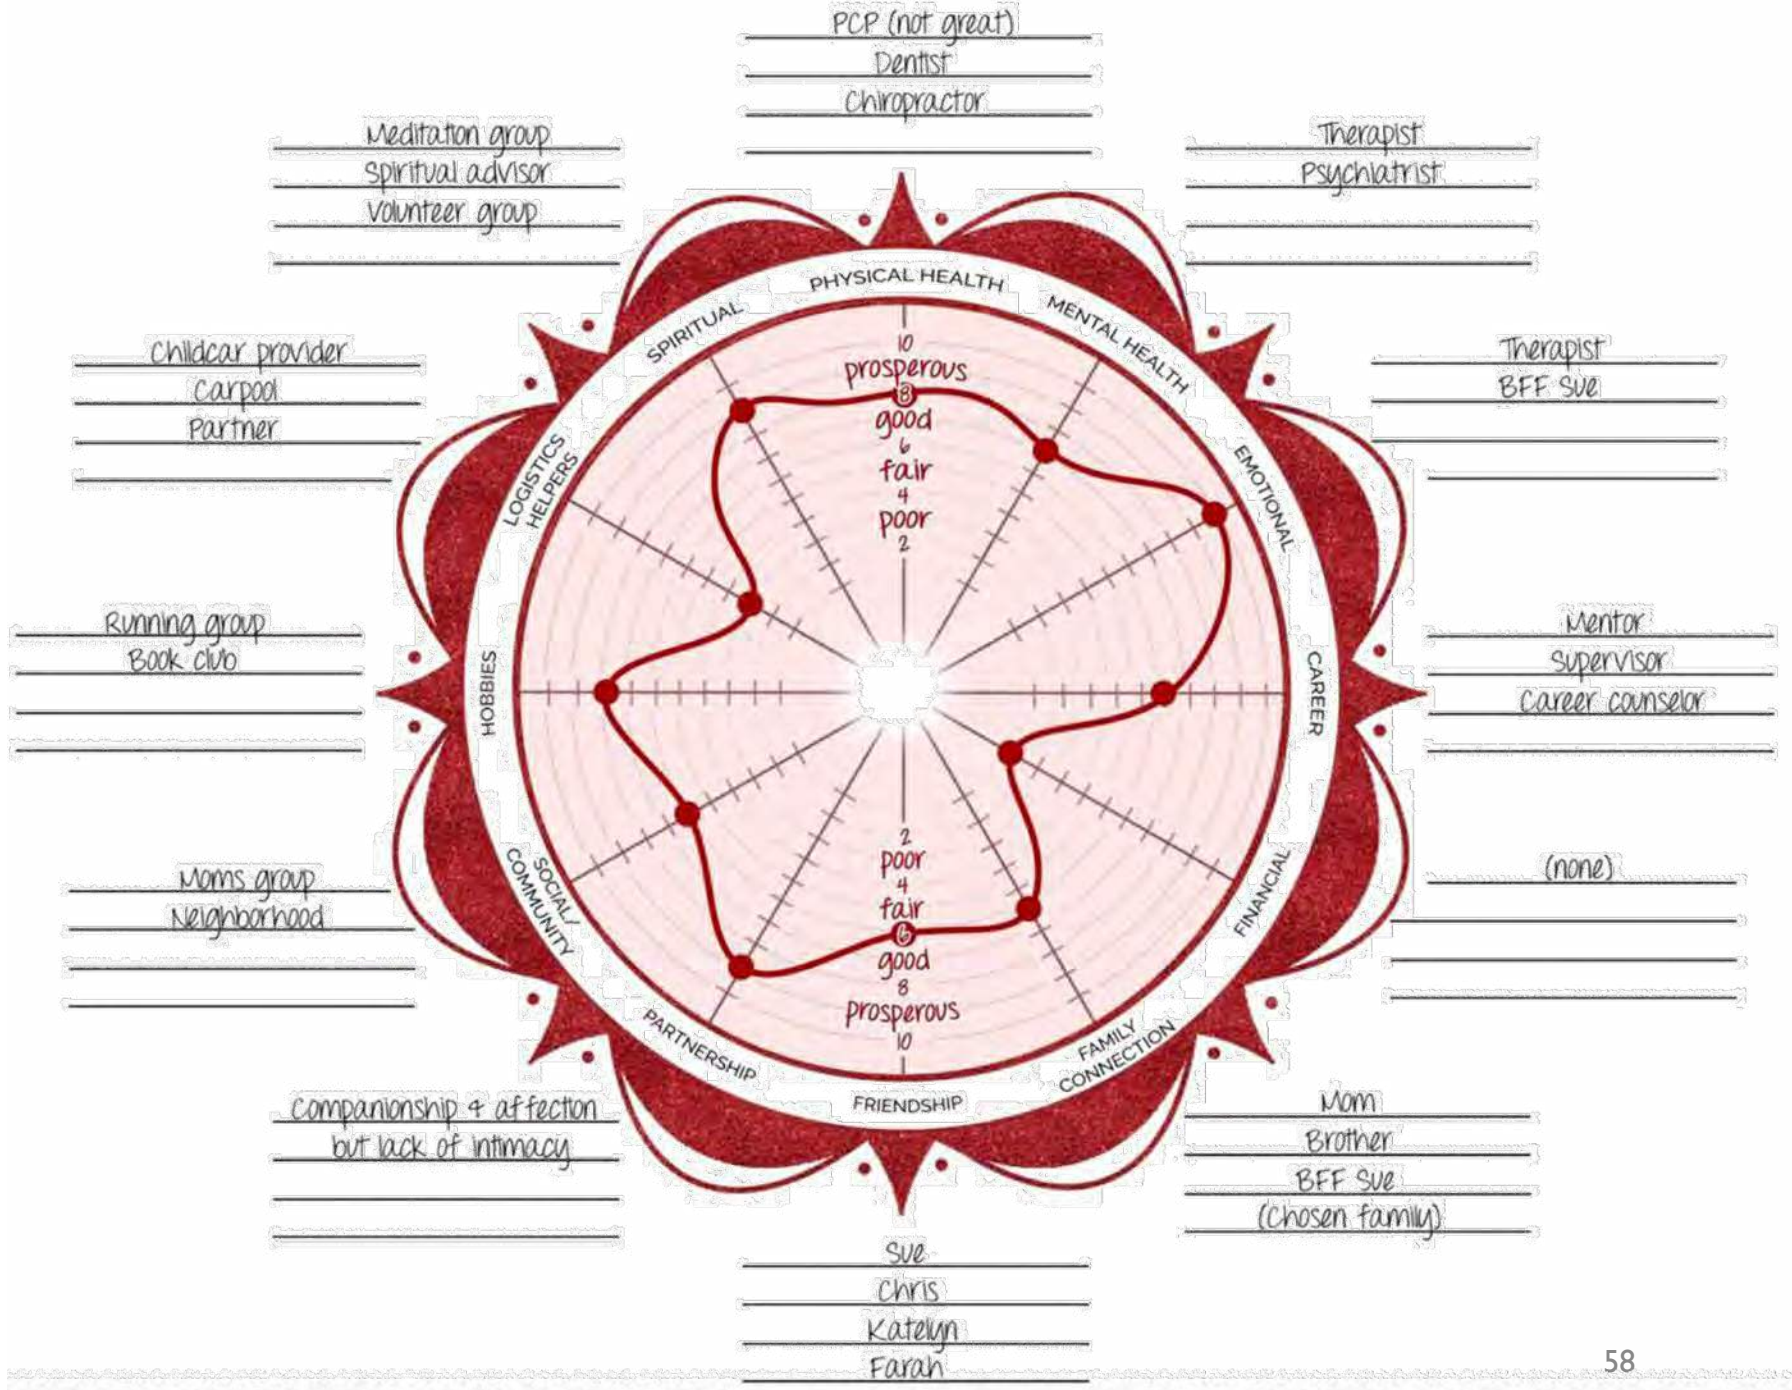 PCP (not great)
Dentist
Chiropractor
Meditation group
Spiritual advisor
Volunteer group
Therapist
Psychiatrist
PHYSICAL HEALTH
SPIRITUAL
MENTAL HEALTH
Childcar provider
Carpool
Partner
Therapist
BFF Sue
LOGISTICS
HELPERS
EMOTIONAL
10
prosperous
8
good
6
fair
4
poor
2
Running group
Book club
HOBBIES
CAREER
Mentor
Supervisor
Career counselor
2
poor
4
fair
6
good
8
prosperous
10
Moms group
Neighborhood
SOCIAL/
COMMUNITY
FINANCIAL
(none)
PARTNERSHIP
FRIENDSHIP
FAMILY
CONNECTION
Companionship & affection
but lack of intimacy
Mom
Brother
BFF Sue
(Chosen family)
Sue
Chris
Katelyn
Farah
58